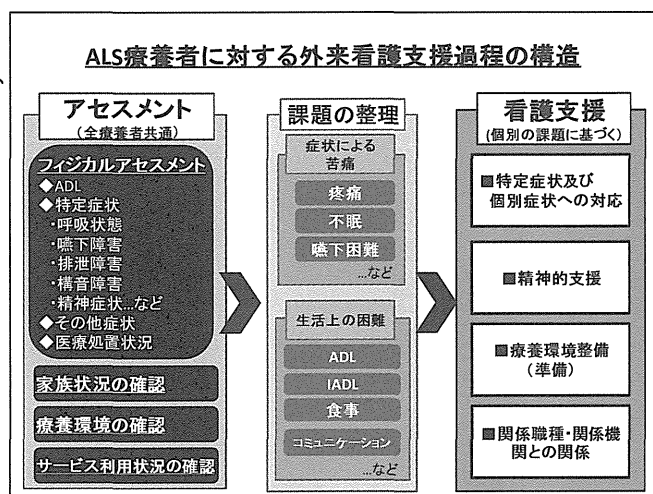 ALS療養者に対する外来看護支援過程の構造
アセスメント
(全療養者共通)
フィジカルアセスメント
◆ADL
◆特定症状
・呼吸状態
・嚥下障害
・排泄障害
・構音障害
・精神症状…など
◆その他症状
◆医療処置状況
家族状況の確認
療養環境の確認
サービス利用状況の確認
課題の整理
症状による
苦痛
疼痛
不眠
嚥下困難
…など
生活上の困難
ADL
IADL
食事
コミュニケーション
…など
看護支援
(個別の課題に基づく)
■特定症状及び
個別症状への対応
■精神的支援
■療養環境整備
(準備)
■関係職種・関係機
関との関係